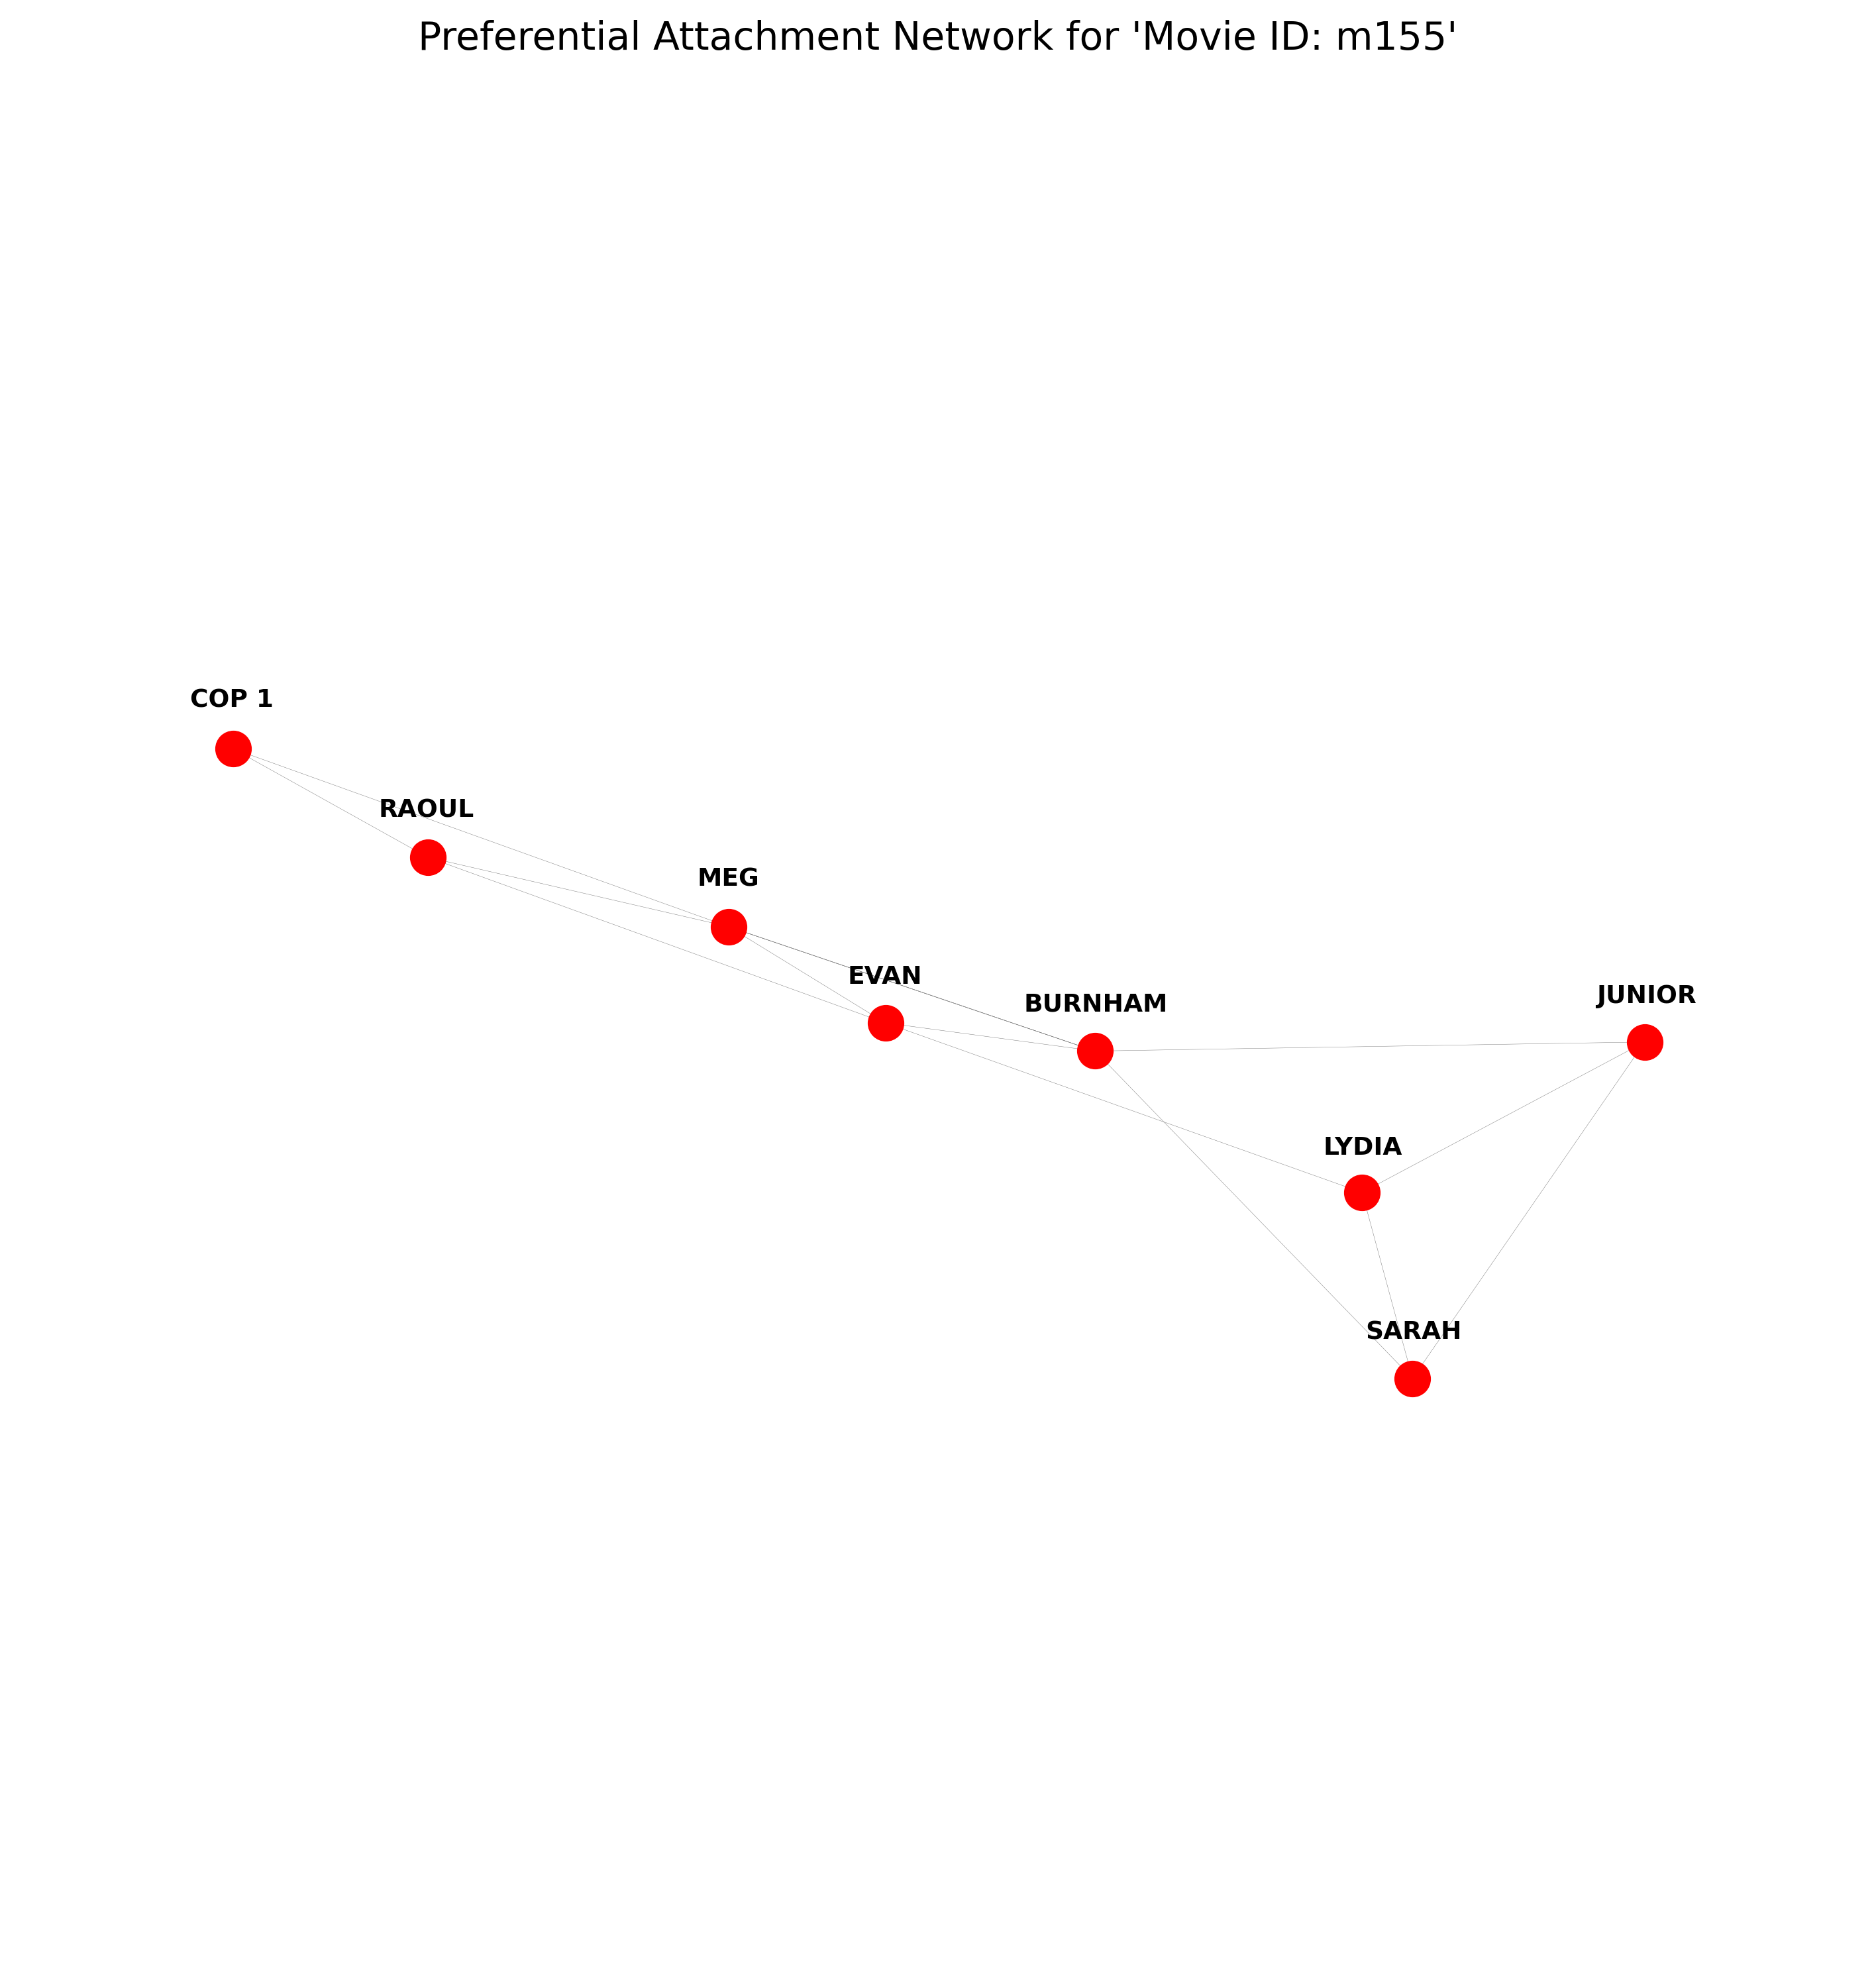 Preferential Attachment Network for 'Movie ID: m155'
COP 1
RAOUL
MEG
EVAN
BURNHAM
JUNIOR
LYDIA
SARAH